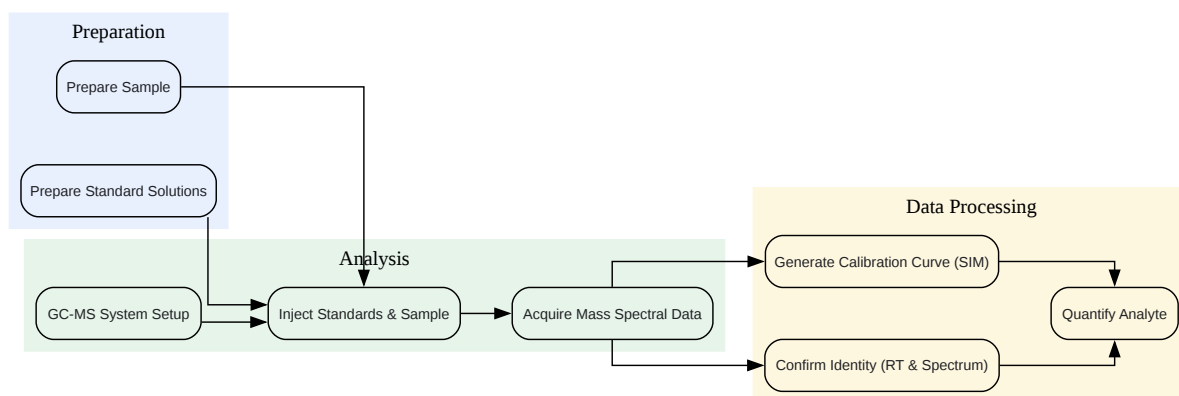 Preparation
Prepare Sample
Prepare Standard Solutions
Analysis
GC-MS System Setup
Inject Standards & Sample
Acquire Mass Spectral Data
Data Processing
Generate Calibration Curve (SIM)
Confirm Identity (RT & Spectrum)
Quantify Analyte